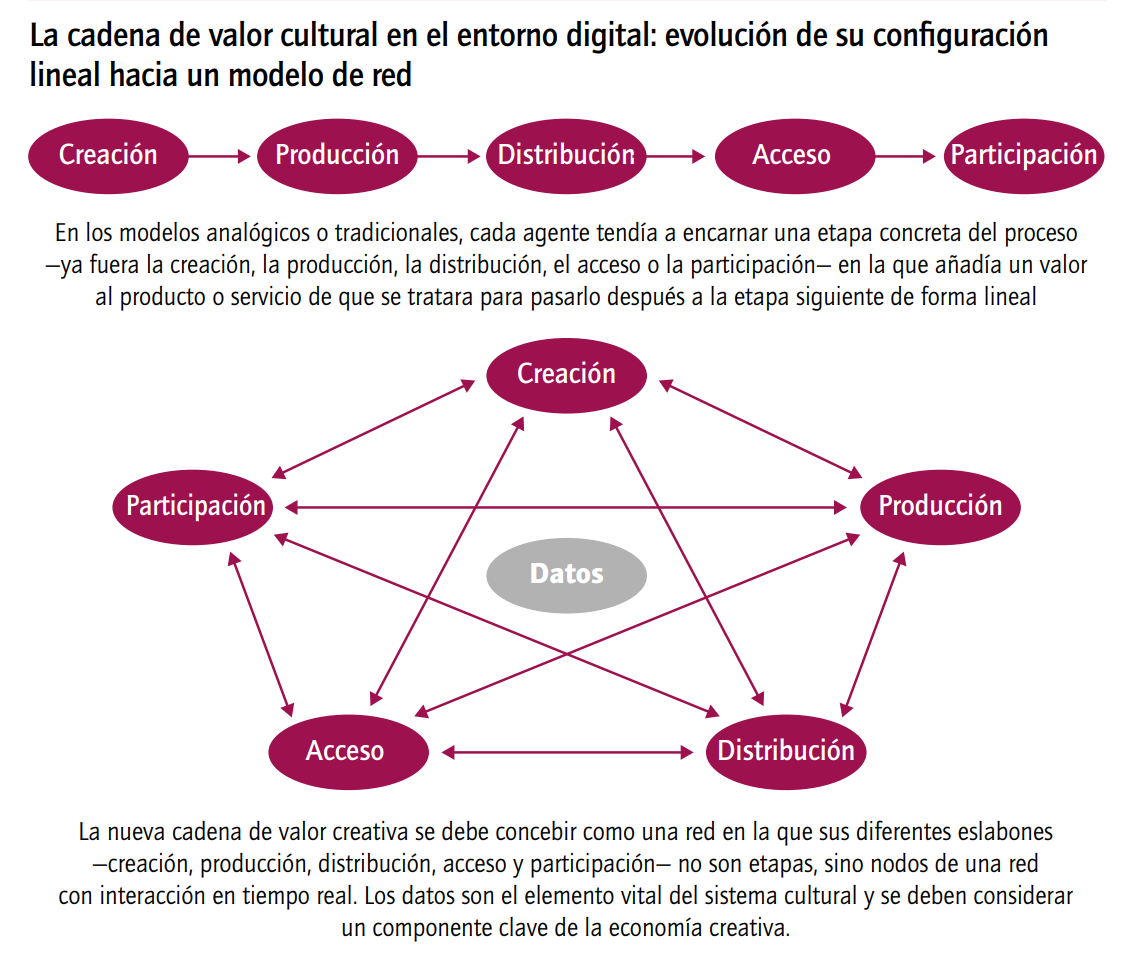 La cadena de valor cultural en el entorno digital: evolución de su configuración
lineal hacia un modelo de red
Creación
Producción
Distribución
Acceso
Participación
En los modelos analógicos o tradicionales, cada agente tendía a encarnar una etapa concreta del proceso
—ya fuera la creación, la producción, la distribución, el acceso o la participación— en la que añadía un valor
al producto o servicio de que se tratara para pasarlo después a la etapa siguiente de forma lineal
Creación
Participación
Producción
Datos
Acceso
Distribución
La nueva cadena de valor creativa se debe concebir como una red en la que sus diferentes eslabones
—creación, producción, distribución, acceso y participación— no son etapas, sino nodos de una red
con interacción en tiempo real. Los datos son el elemento vital del sistema cultural y se deben considerar
un componente clave de la economía creativa.